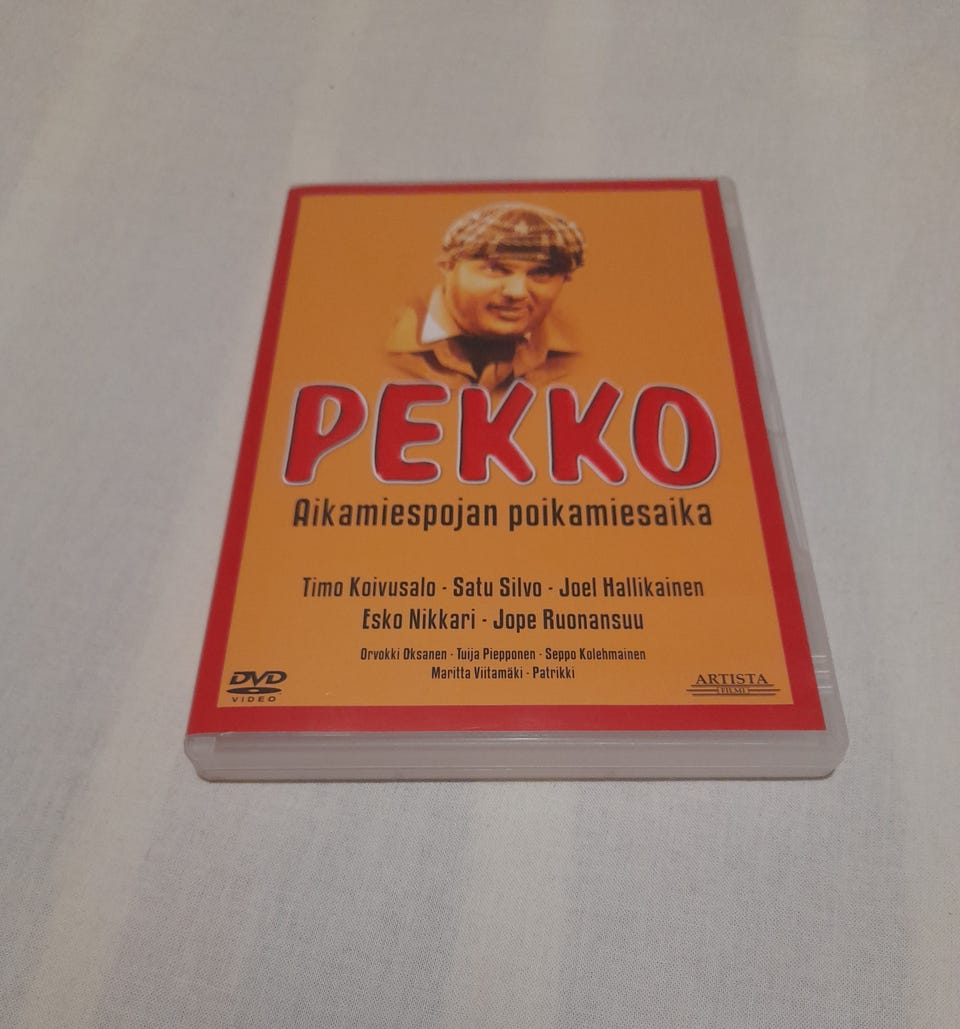 PEKKO
Aikamiespojan poikamiesaika
Timo Koivusalo - Satu Silvo - Joel Hallikainen
Esko Nikkari - Jope Ruonansuu
Orvokki Oksanen - Tuija Piepponen - Seppo Kolehmainen
Maritta Viitamäki - Patrikki
DVD
VIDEO
ARTISTA
FILMI